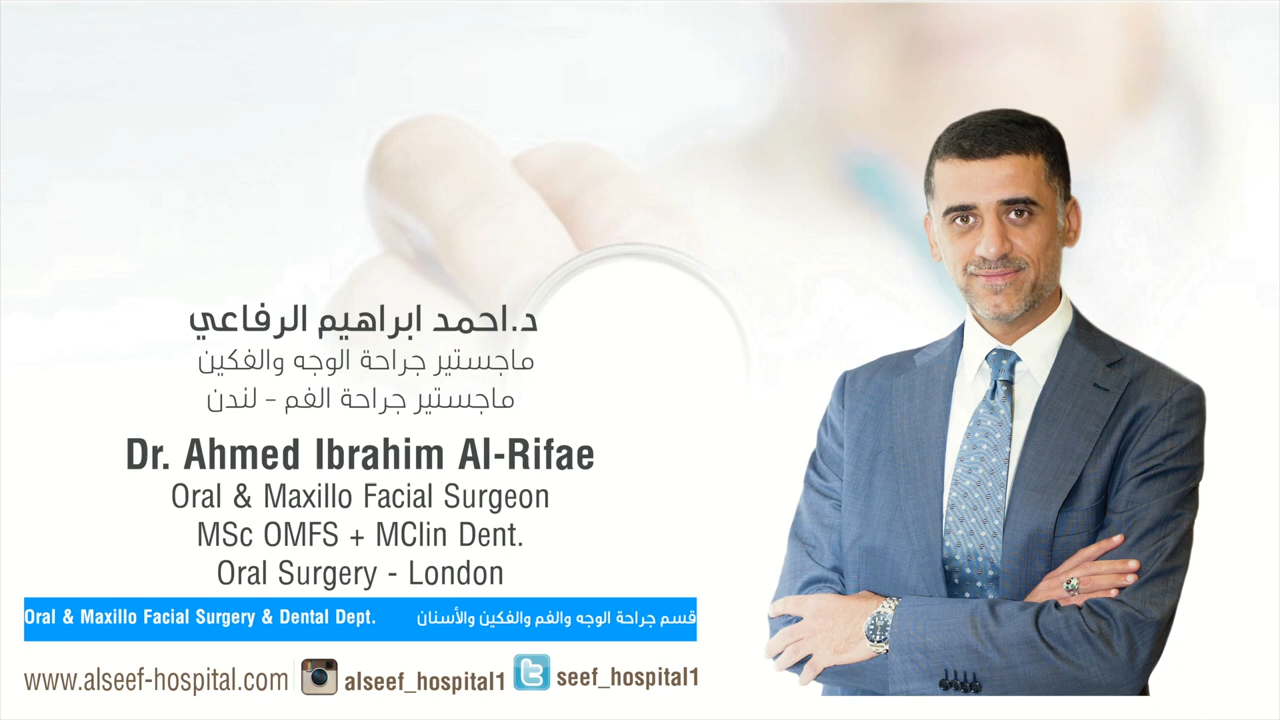 د.احمد ابراهيم الرفاعي
ماجستير جراحة الوجه والفكين
ماجستير جراحة الفم - لندن
Dr. Ahmed Ibrahim Al-Rifae
Oral & Maxillo Facial Surgeon
MSc OMFS + MClin Dent.
Oral Surgery - London
Oral & Maxillo Facial Surgery & Dental Dept. قسم جراحة الوجه والفم والفكين والأسنان
www.alseef-hospital.com alseef_hospital1 seef_hospital1